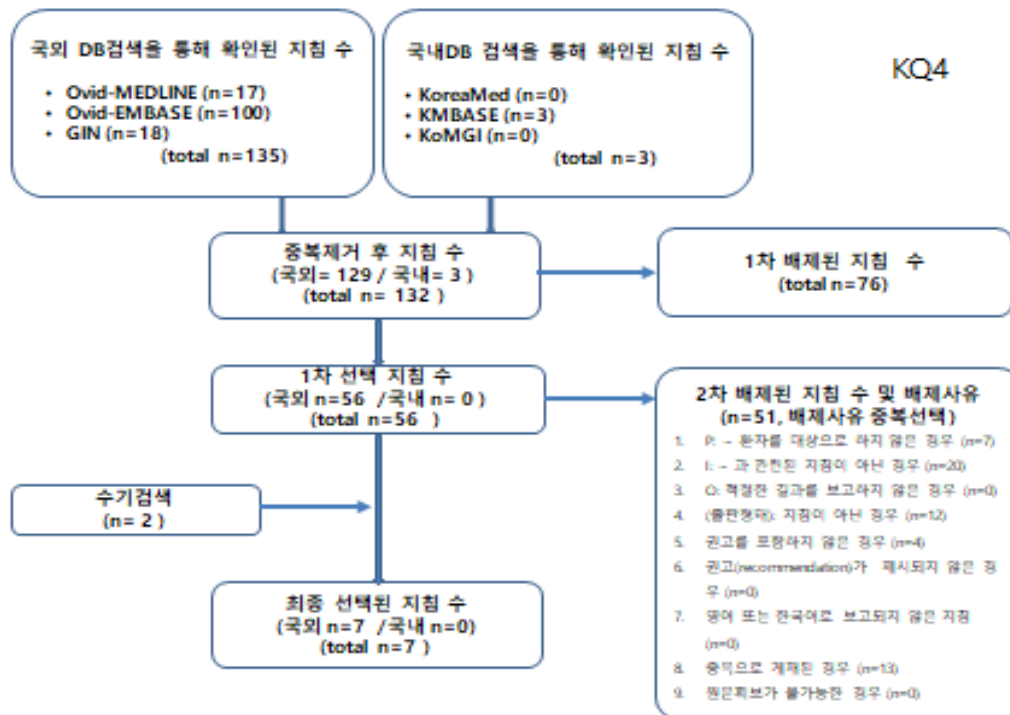 국외 DB검색을 통해 확인된 지침 수
• Ovid-MEDLINE (n=17)
• Ovid-EMBASE (n=100)
• GIN (n=18)
(total n=135)
국내DB 검색을 통해 확인된 지침 수
• KoreaMed (n=0)
• KMBASE (n=3)
• KoMGI (n=0)
(total n=3)
KQ4
중복제거 후 지침 수
(국외= 129 / 국내= 3 )
(total n= 132 )
1차 배제된 지침 수
(total n=76)
1차 선택 지침 수
(국외 n=56 /국내 n= 0 )
(total n=56 )
2차 배제된 지침 수 및 배제사유
(n=51, 배제사유 중복선택)
1. P: – 환자를 대상으로 하지 않은 경우 (n=7)
2. I: – 과 관련된 지침이 아닌 경우 (n=20)
3. O: 적절한 결과를 보고하지 않은 경우 (n=0)
4. (출판형태): 지침이 아닌 경우 (n=12)
5. 권고를 포함하지 않은 경우 (n=4)
6. 권고(recommendation)가 제시되지 않은 경
우 (n=0)
7. 영어 또는 한국어로 보고되지 않은 지침
(n=0)
8. 중복으로 게재된 경우 (n=13)
9. 원문확보가 불가능한 경우 (n=0)
수기검색
(n= 2 )
최종 선택된 지침 수
(국외 n=7 /국내 n=0)
(total n=7 )